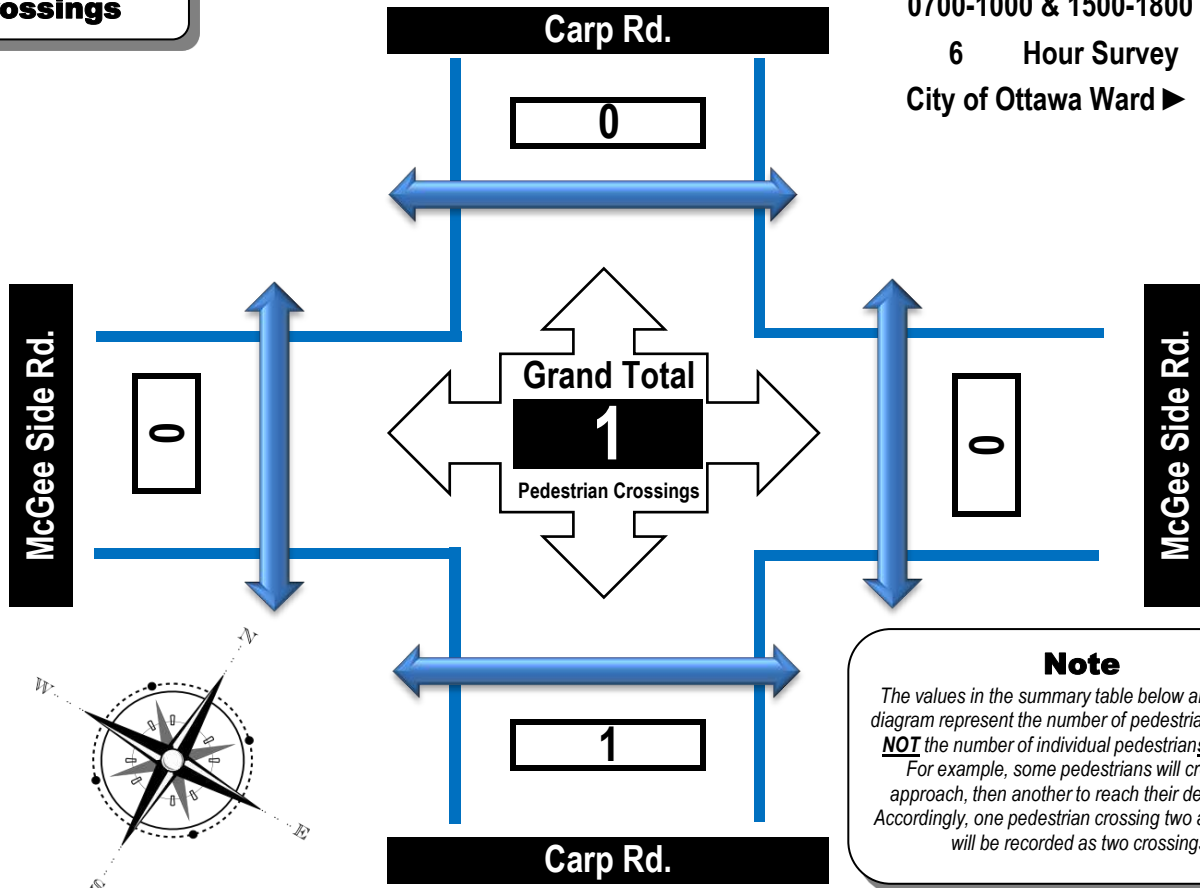 ossings
0700-1000 & 1500-1800
6 Hour Survey
City of Ottawa Ward ►
Carp Rd.
0
McGee Side Rd.
0
Grand Total
1
Pedestrian Crossings
0
McGee Side Rd.
N
W
E
1
Carp Rd.
Note
The values in the summary table below a
diagram represent the number of pedestria
NOT the number of individual pedestrians
For example, some pedestrians will cr
approach, then another to reach their de
Accordingly, one pedestrian crossing two a
will be recorded as two crossings